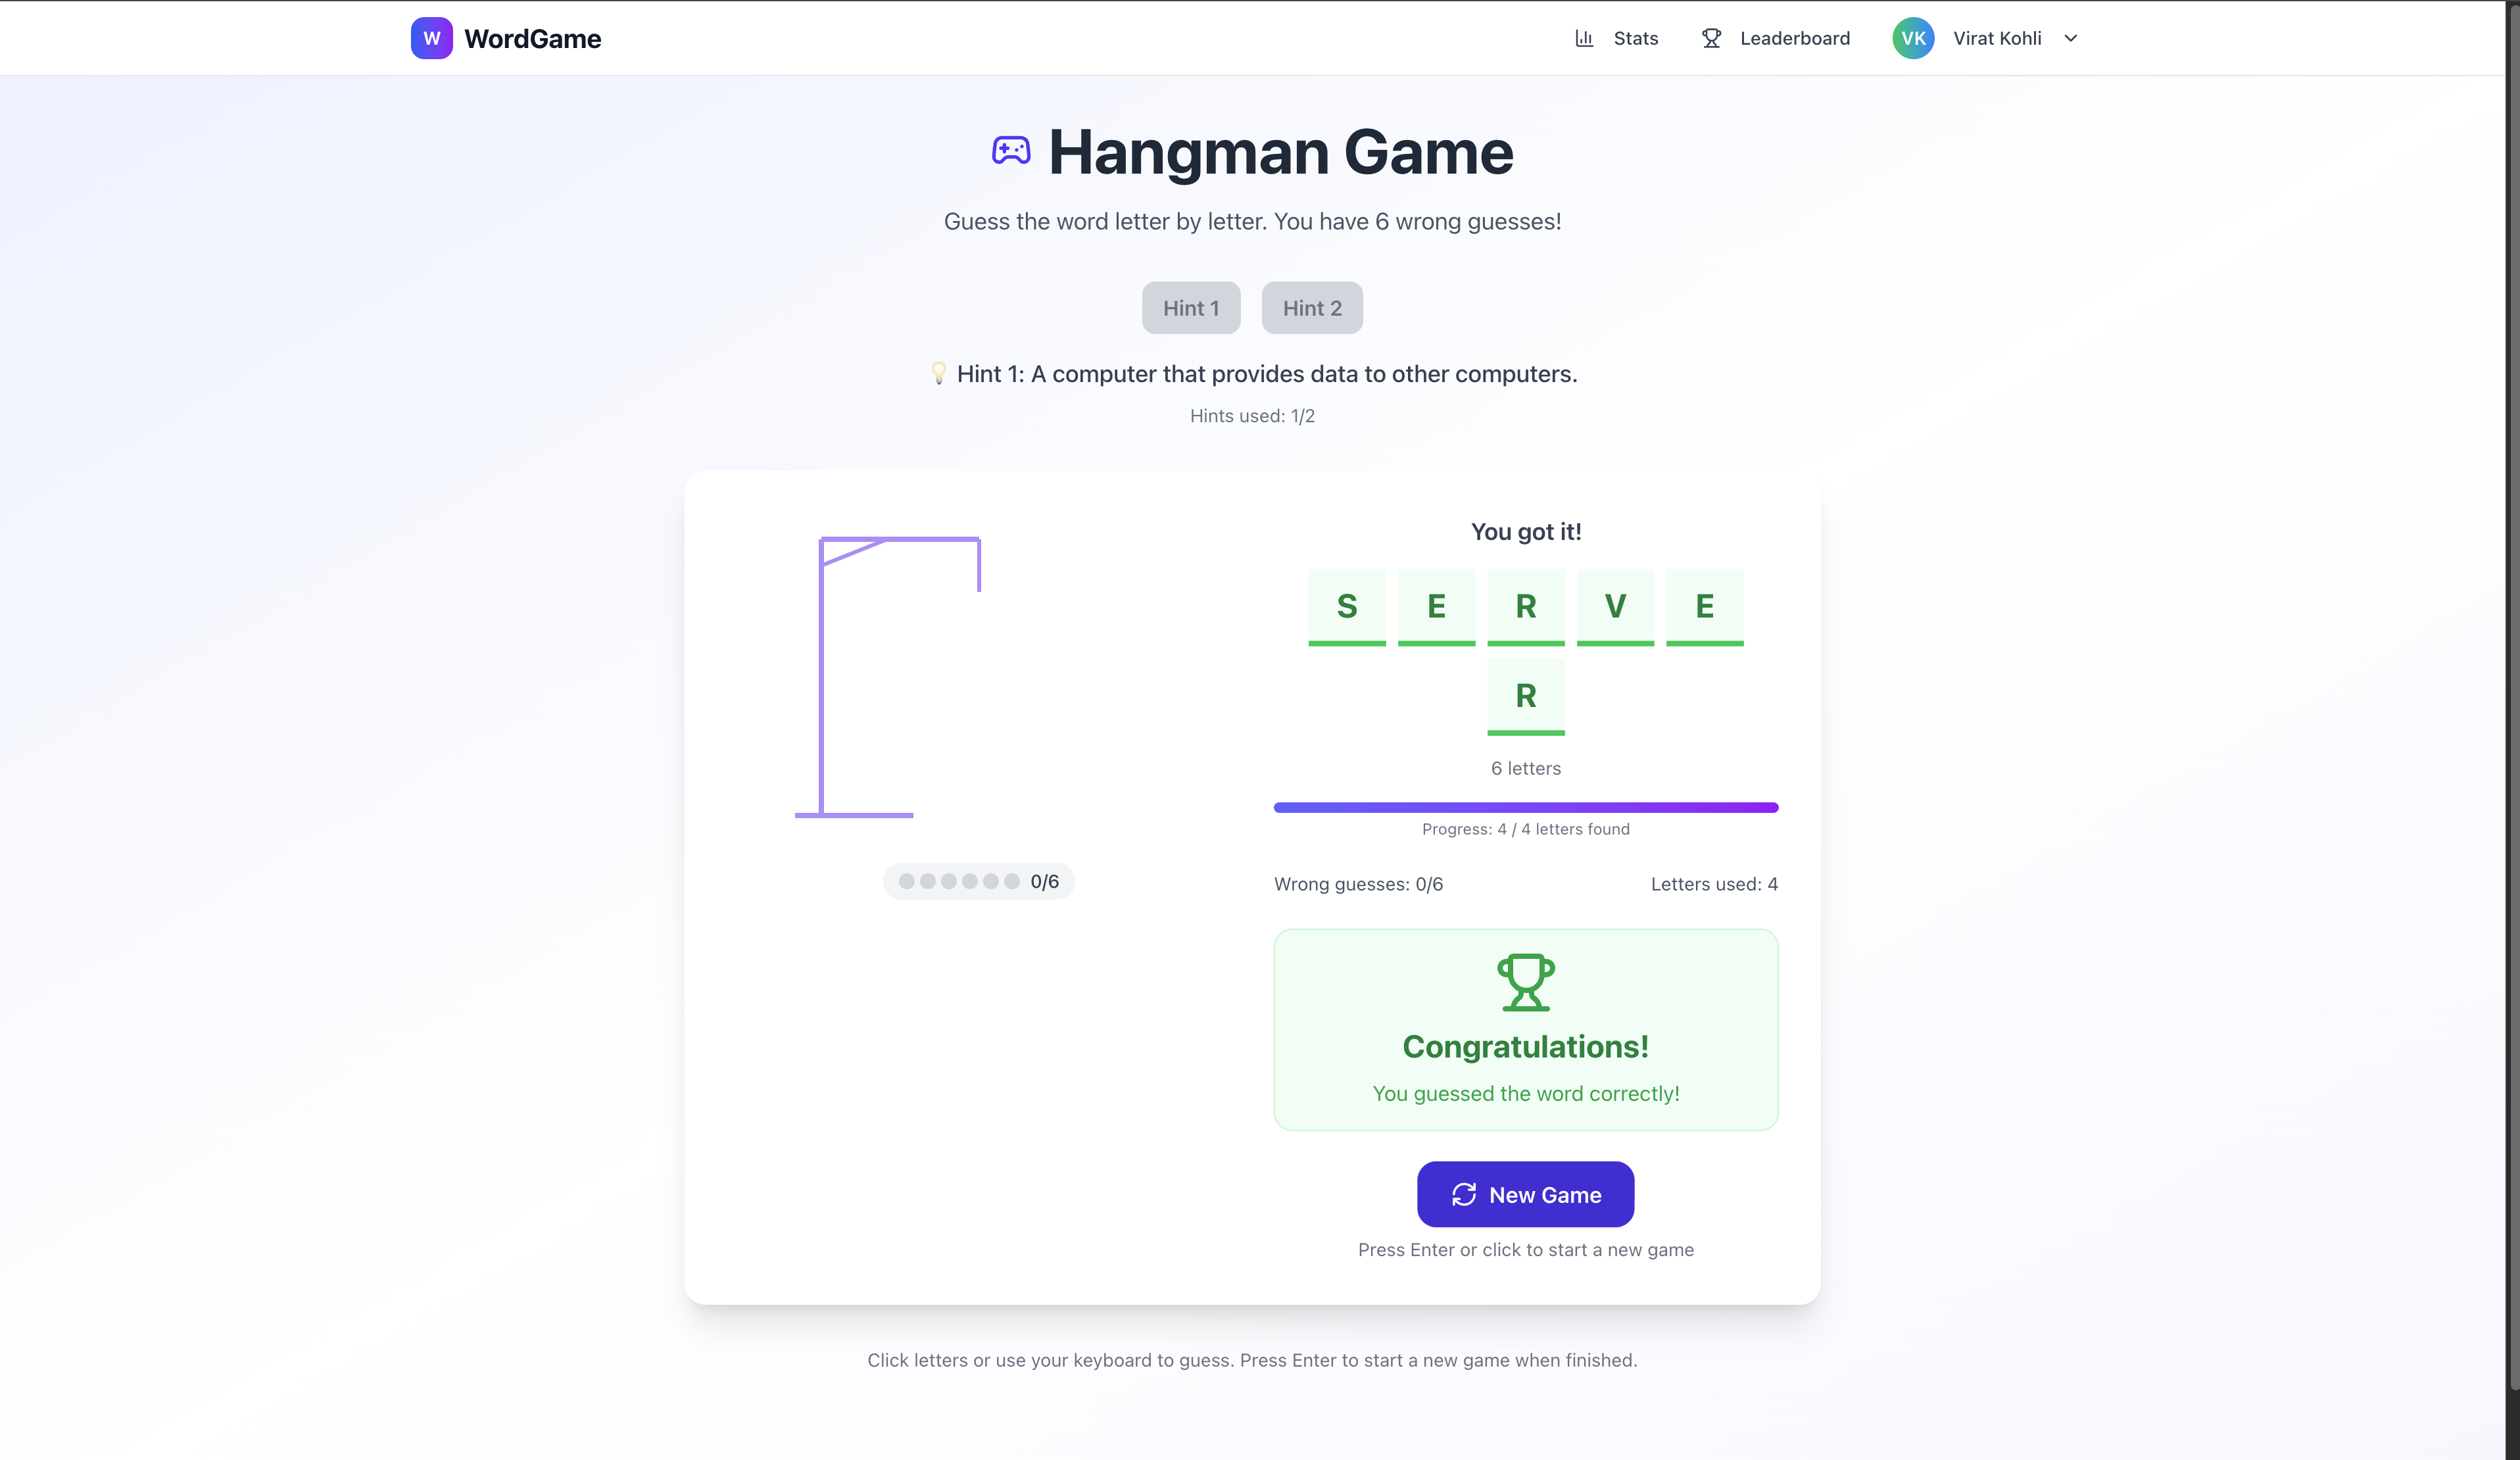 W WordGame Stats Leaderboard VK Virat Kohli
Hangman Game
Guess the word letter by letter. You have 6 wrong guesses!
Hint 1 Hint 2
💡 Hint 1: A computer that provides data to other computers.
Hints used: 1/2
You got it!
S E R V E
R
6 letters
Progress: 4 / 4 letters found
0/6
Wrong guesses: 0/6 Letters used: 4
Congratulations!
You guessed the word correctly!
New Game
Press Enter or click to start a new game
Click letters or use your keyboard to guess. Press Enter to start a new game when finished.